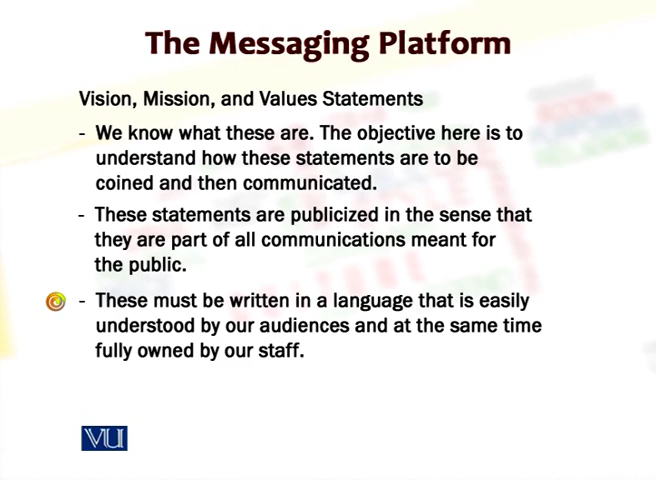 The Messaging Platform
Vision, Mission, and Values Statements
- We know what these are. The objective here is to
understand how these statements are to be
coined and then communicated.
- These statements are publicized in the sense that
they are part of all communications meant for
the public.
- These must be written in a language that is easily
understood by our audiences and at the same time
fully owned by our staff.
VU